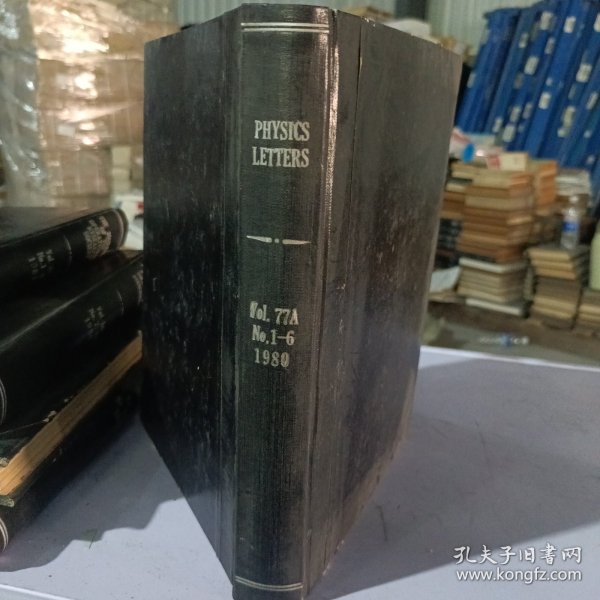 PHYSICS
LETTERS
Vol. 77A
No.1-6
1980
孔夫子旧书网
www.kongfz.com